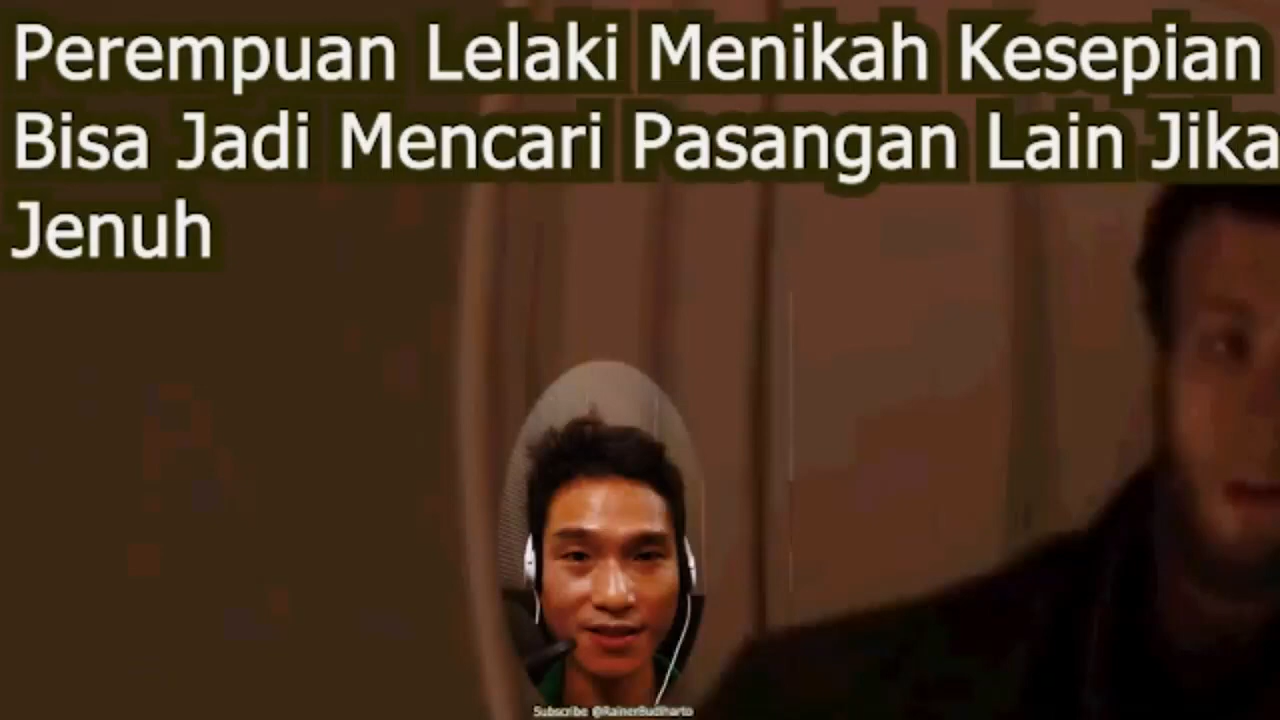 Perempuan Lelaki Menikah Kesepian
Bisa Jadi Mencari Pasangan Lain Jika
Jenuh
Subscribe @RainerBudiharto